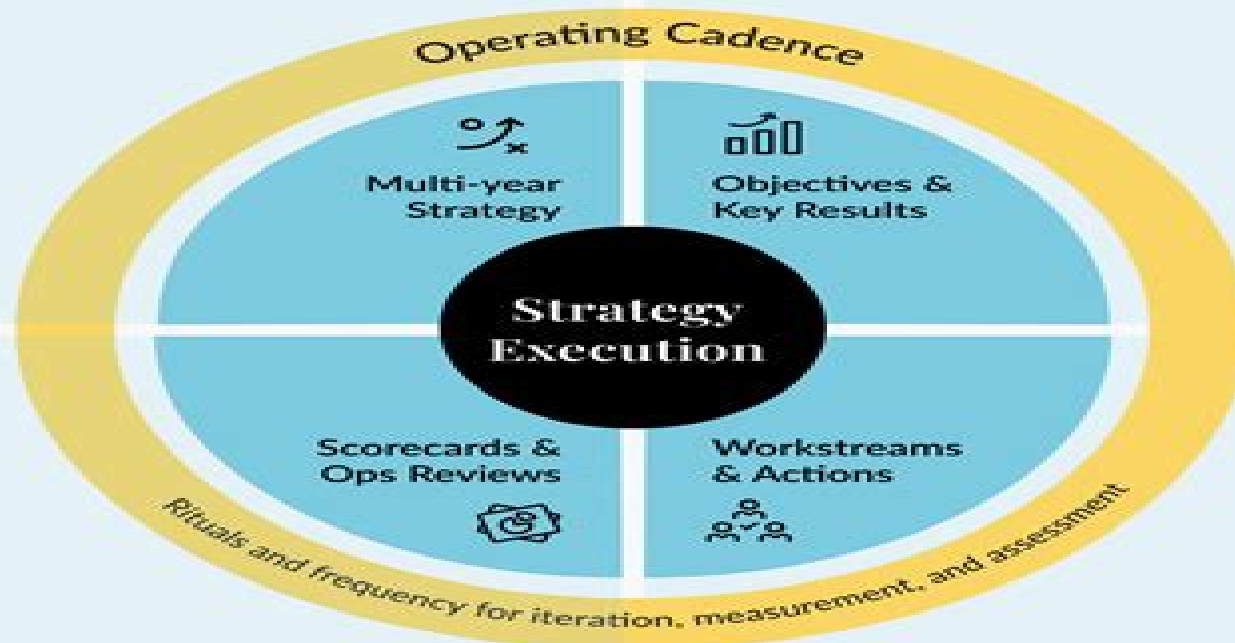 Operating Cadence
Multi-year
Strategy
Objectives &
Key Results
Strategy
Execution
Scorecards &
Ops Reviews
Workstreams
& Actions
Rituals and frequency for iteration, measurement, and assessment